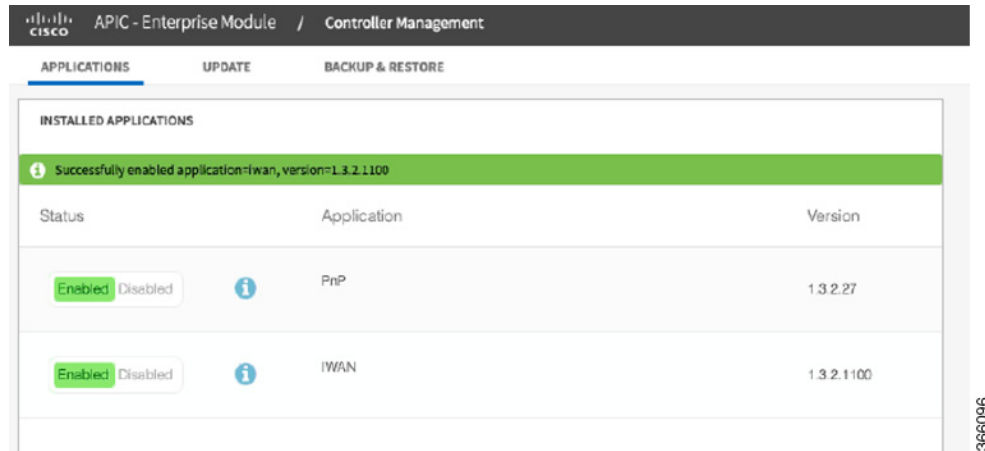 cisco APIC - Enterprise Module / Controller Management
APPLICATIONS UPDATE BACKUP & RESTORE
INSTALLED APPLICATIONS
Successfully enabled application=iwan, version=1.3.2.1100
Status Application Version
Enabled Disabled PnP 1.3.2.27
Enabled Disabled IWAN 1.3.2.1100
366096